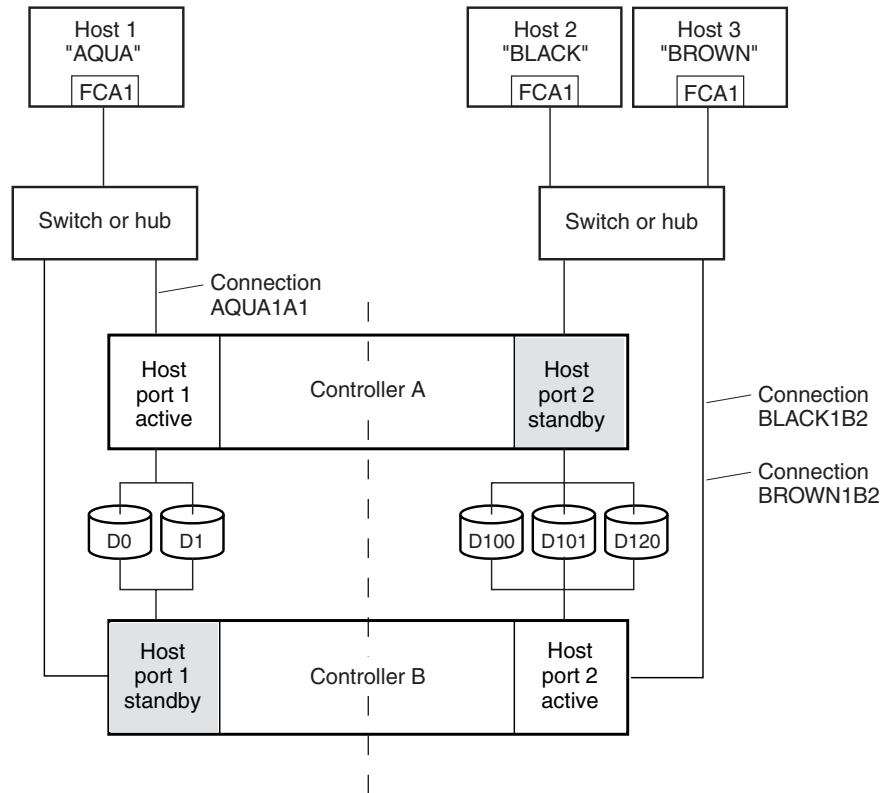 Host 1
"AQUA"
FCA1
Host 2
"BLACK"
FCA1
Host 3
"BROWN"
FCA1
Switch or hub
Switch or hub
Connection
AQUA1A1
Host
port 1
active
Controller A
Host
port 2
standby
Connection
BLACK1B2
Connection
BROWN1B2
D0
D1
D100
D101
D120
Host
port 1
standby
Controller B
Host
port 2
active